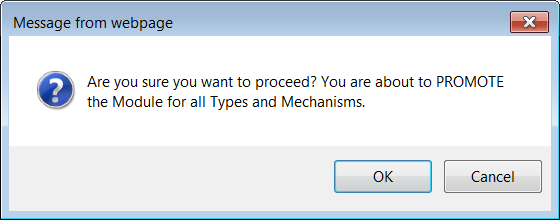 Message from webpage
Are you sure you want to proceed? You are about to PROMOTE
the Module for all Types and Mechanisms.
OK
Cancel